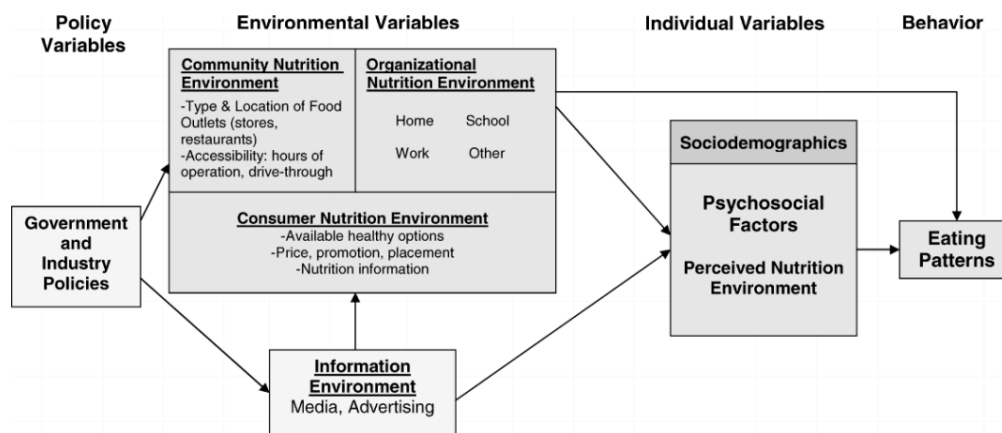 Policy
Variables
Environmental Variables
Individual Variables
Behavior
Community Nutrition
Environment
-Type & Location of Food
Outlets (stores,
restaurants)
-Accessibility: hours of
operation, drive-through
Organizational
Nutrition Environment
Home School
Work Other
Consumer Nutrition Environment
-Available healthy options
-Price, promotion, placement
-Nutrition information
Government
and
Industry
Policies
Information
Environment
Media, Advertising
Sociodemographics
Psychosocial
Factors
Perceived Nutrition
Environment
Eating
Patterns